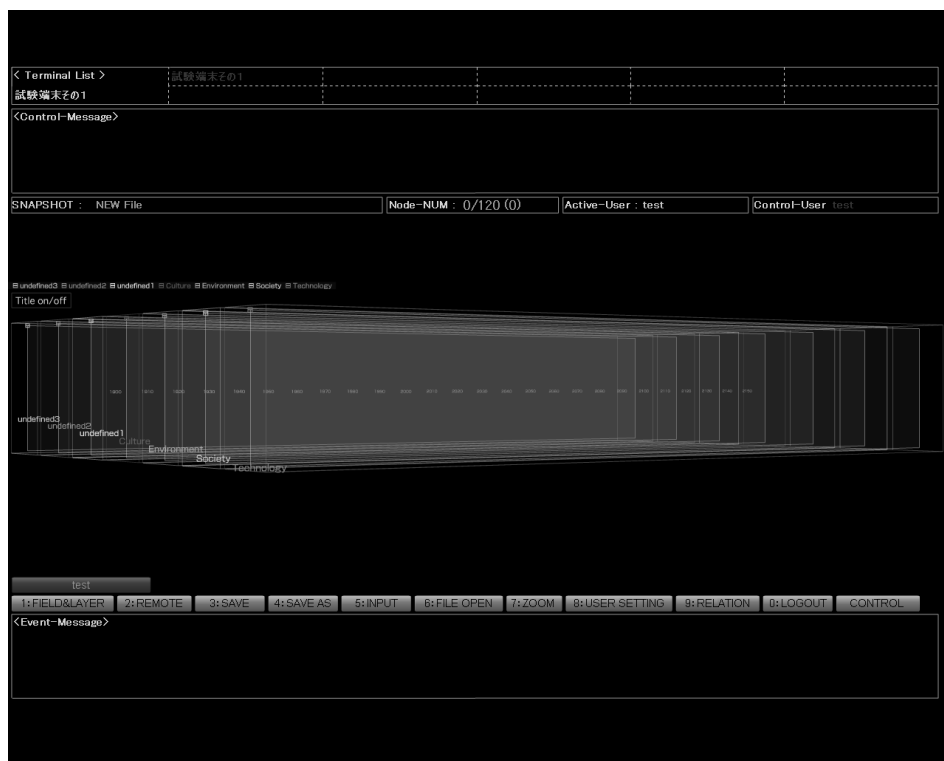 < Terminal List >
試験端末その1
試験端末その1
<Control-Message>
SNAPSHOT : NEW File
Node-NUM : 0/120 (0)
Active-User : test
Control-User test
undefined3 undefined2 undefined1 Culture Environment Society Technology
Title on/off
undefined3
undefined2
undefined1
Culture
Environment
Society
Technology
test
1:FIELD&LAYER 2:REMOTE 3:SAVE 4:SAVE AS 5:INPUT 6:FILE OPEN 7:ZOOM 8:USER SETTING 9:RELATION 0:LOGOUT CONTROL
<Event-Message>